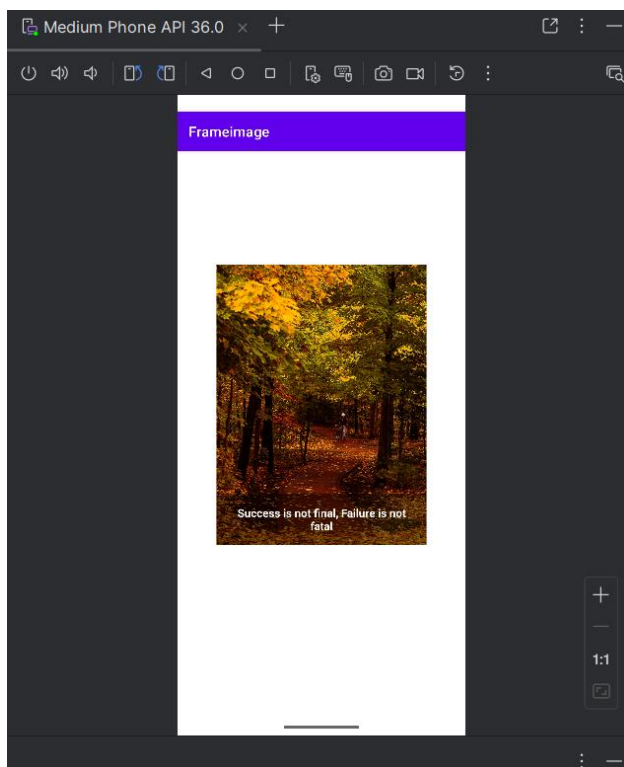 Medium Phone API 36.0
Frameimage
Success is not final, Failure is not
fatal
1:1